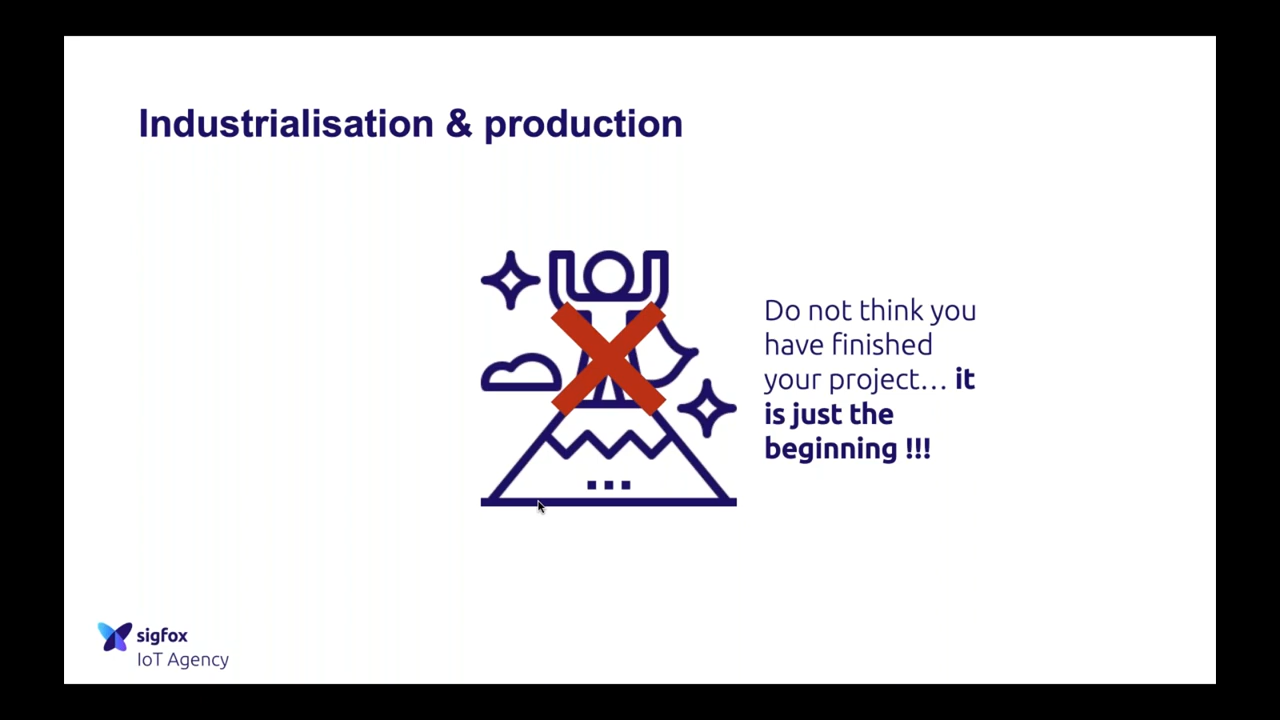 Industrialisation & production
Do not think you
have finished
your project... it
is just the
beginning !!!
sigfox
IoT Agency